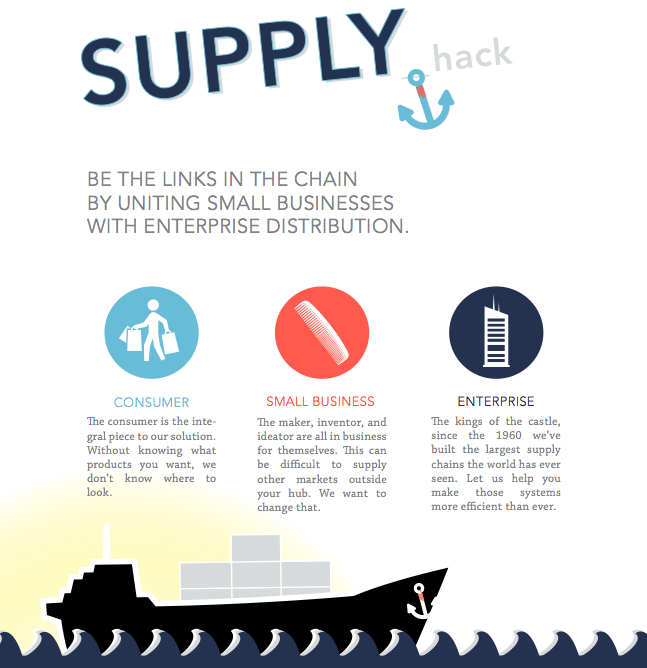 SUPPLY
hack
BE THE LINKS IN THE CHAIN
BY UNITING SMALL BUSINESSES
WITH ENTERPRISE DISTRIBUTION.
CONSUMER
The consumer is the inte-
gral piece to our solution.
Without knowing what
products you want, we
don't know where to
look.
SMALL BUSINESS
The maker, inventor, and
ideator are all in business
for themselves. This can
be difficult to supply
other markets outside
your hub. We want to
change that.
ENTERPRISE
The kings of the castle,
since the 1960 we've
built the largest supply
chains the world has ever
seen. Let us help you
make those systems
more efficient than ever.